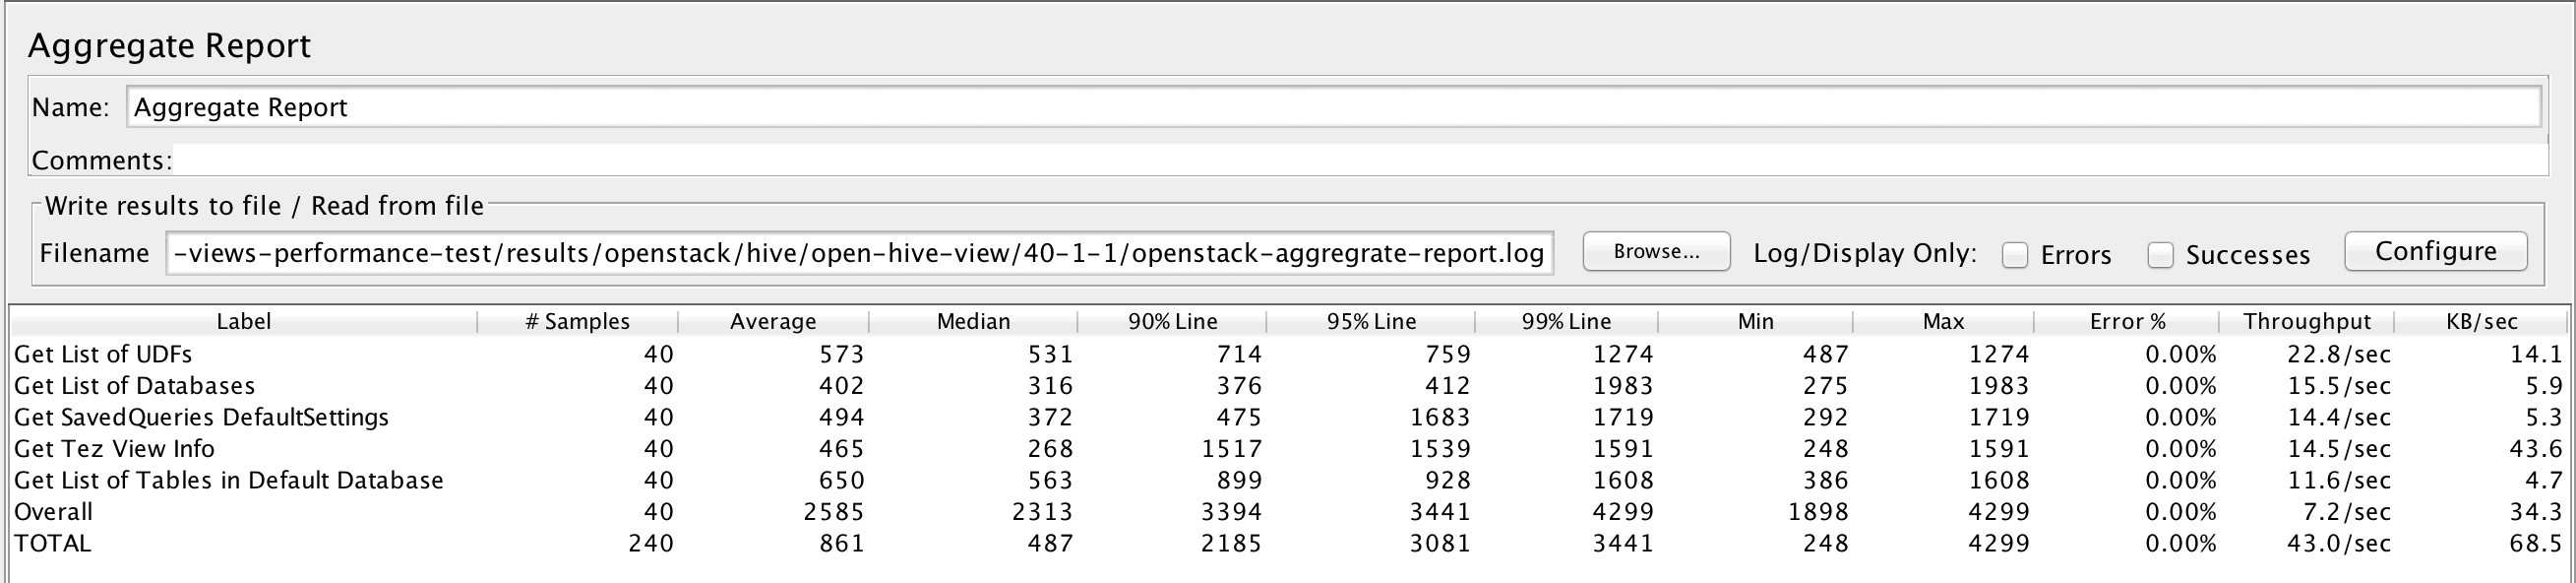 Aggregate Report
Name: Aggregate Report
Comments:
Write results to file / Read from file
Filename -views-performance-test/results/openstack/hive/open-hive-view/40-1-1/openstack-aggregrate-report.log Browse... Log/Display Only: Errors Successes Configure
Label # Samples Average Median 90% Line 95% Line 99% Line Min Max Error % Throughput KB/sec
Get List of UDFs 40 573 531 714 759 1274 487 1274 0.00% 22.8/sec 14.1
Get List of Databases 40 402 316 376 412 1983 275 1983 0.00% 15.5/sec 5.9
Get SavedQueries DefaultSettings 40 494 372 475 1683 1719 292 1719 0.00% 14.4/sec 5.3
Get Tez View Info 40 465 268 1517 1539 1591 248 1591 0.00% 14.5/sec 43.6
Get List of Tables in Default Database 40 650 563 899 928 1608 386 1608 0.00% 11.6/sec 4.7
Overall 40 2585 2313 3394 3441 4299 1898 4299 0.00% 7.2/sec 34.3
TOTAL 240 861 487 2185 3081 3441 248 4299 0.00% 43.0/sec 68.5